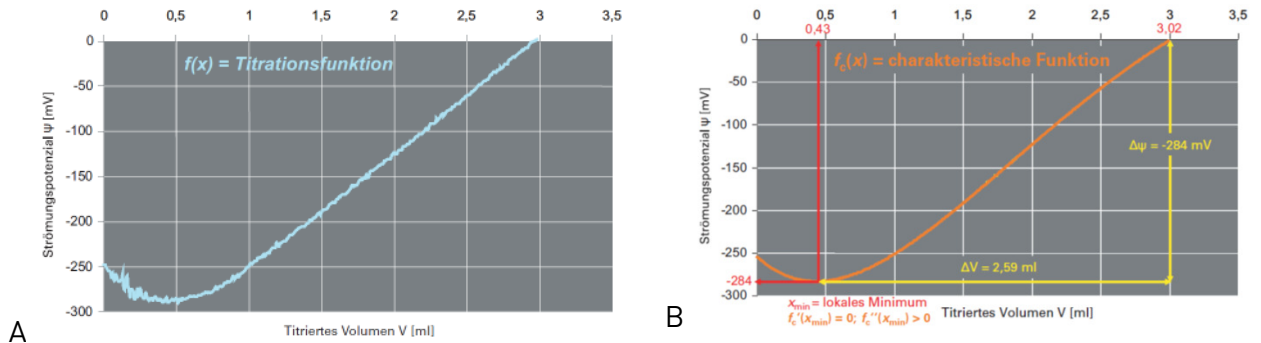 0 0,5 1 1,5 2 2,5 3 3,5
f(x) = Titrationsfunktion
0
-50
-100
-150
-200
-250
-300
Strömungspotenzial ψ [mV]
Titriertes Volumen V [ml]
A
0 0,5 1 1,5 2 2,5 3 3,5
0,43 3,02
fc(x) = charakteristische Funktion
0
-50
-100
-150
-200
-250
-284
-300
Strömungspotenzial ψ [mV]
Δψ = -284 mV
ΔV = 2,59 ml
xmin = lokales Minimum
fc'(xmin) = 0; fc''(xmin) > 0
Titriertes Volumen V [ml]
B